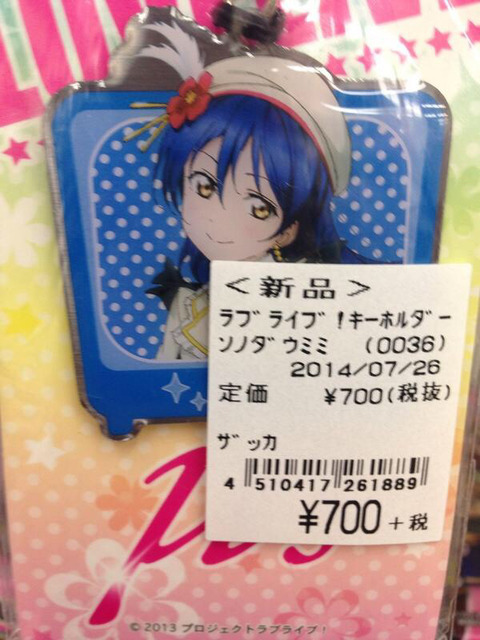 <新品>
ラブライブ!キーホルダー
ソノダウミミ (0036)
2014/07/26
定価 ¥700(税抜)
ザッカ
4 510417 261889
¥700 +税
μ's
©2013 プロジェクトラブライブ!